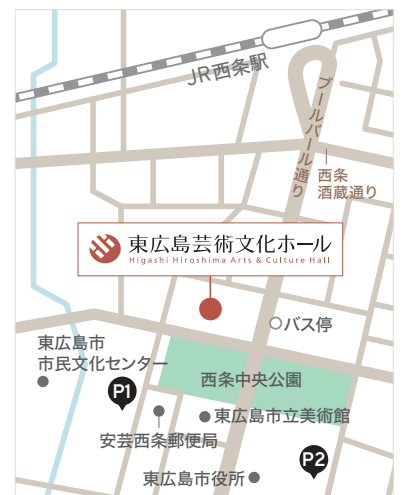 JR西条駅
ブールバール通り
西条
酒蔵通り
東広島芸術文化ホール
Higashi Hiroshima Arts & Culture Hall
バス停
東広島市
市民文化センター
西条中央公園
P1
東広島市立美術館
安芸西条郵便局
P2
東広島市役所